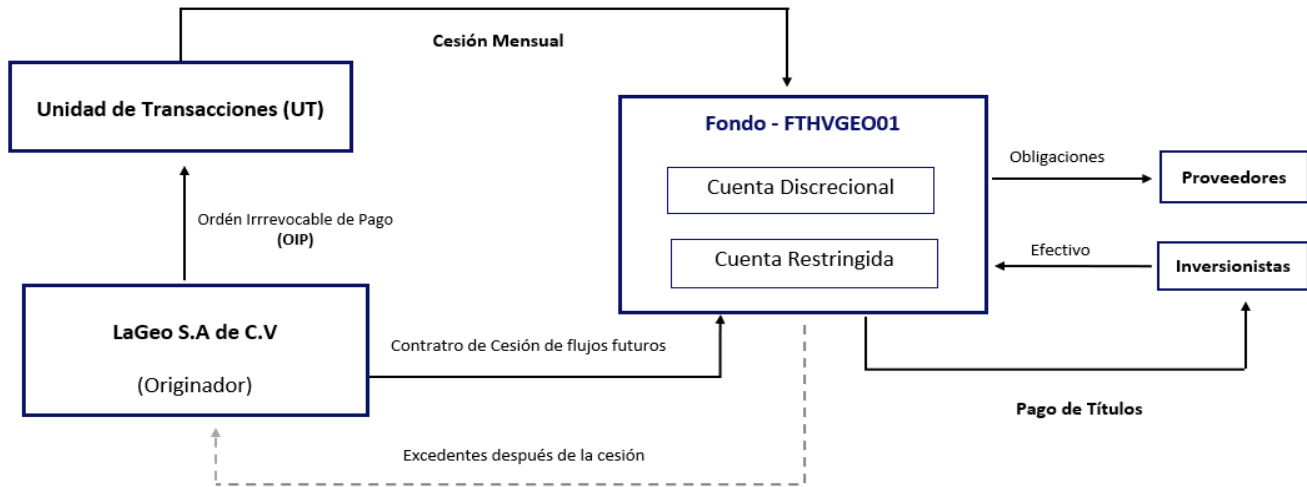 Cesión Mensual
Unidad de Transacciones (UT)
Fondo - FTHVGEO01
Cuenta Discrecional
Cuenta Restringida
Obligaciones
Proveedores
Efectivo
Inversionistas
Ordén Irrrevocable de Pago
(OIP)
LaGeo S.A de C.V
(Originador)
Contratro de Cesión de flujos futuros
Pago de Títulos
Excedentes después de la cesión